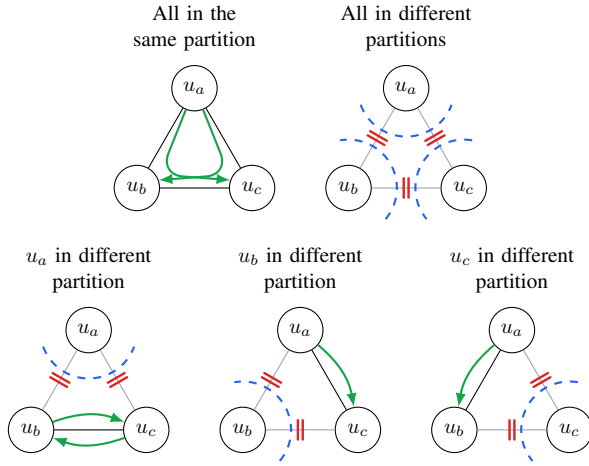 All in the
same partition
All in different
partitions
u_a
u_b
u_c
u_a
u_b
u_c
u_a in different
partition
u_b in different
partition
u_c in different
partition
u_a
u_b
u_c
u_a
u_b
u_c
u_a
u_b
u_c